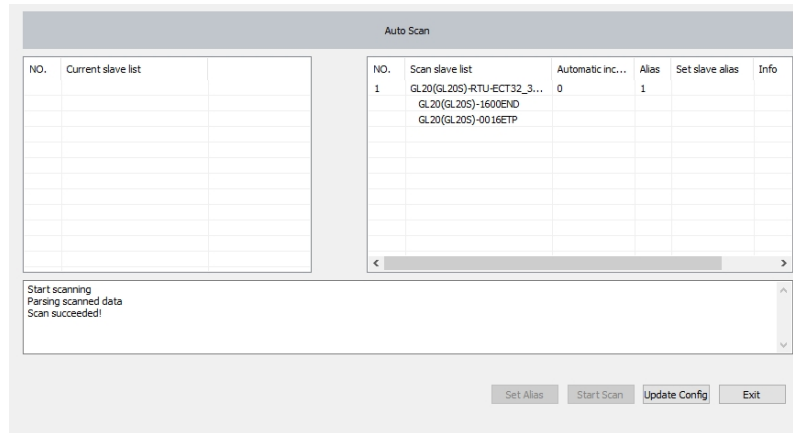 Auto Scan
NO. Current slave list
NO. Scan slave list Automatic inc... Alias Set slave alias Info
1 GL20(GL20S)-RTU-ECT32_3... 0 1
GL20(GL20S)-1600END
GL20(GL20S)-0016ETP
Start scanning
Parsing scanned data
Scan succeeded!
Set Alias Start Scan Update Config Exit